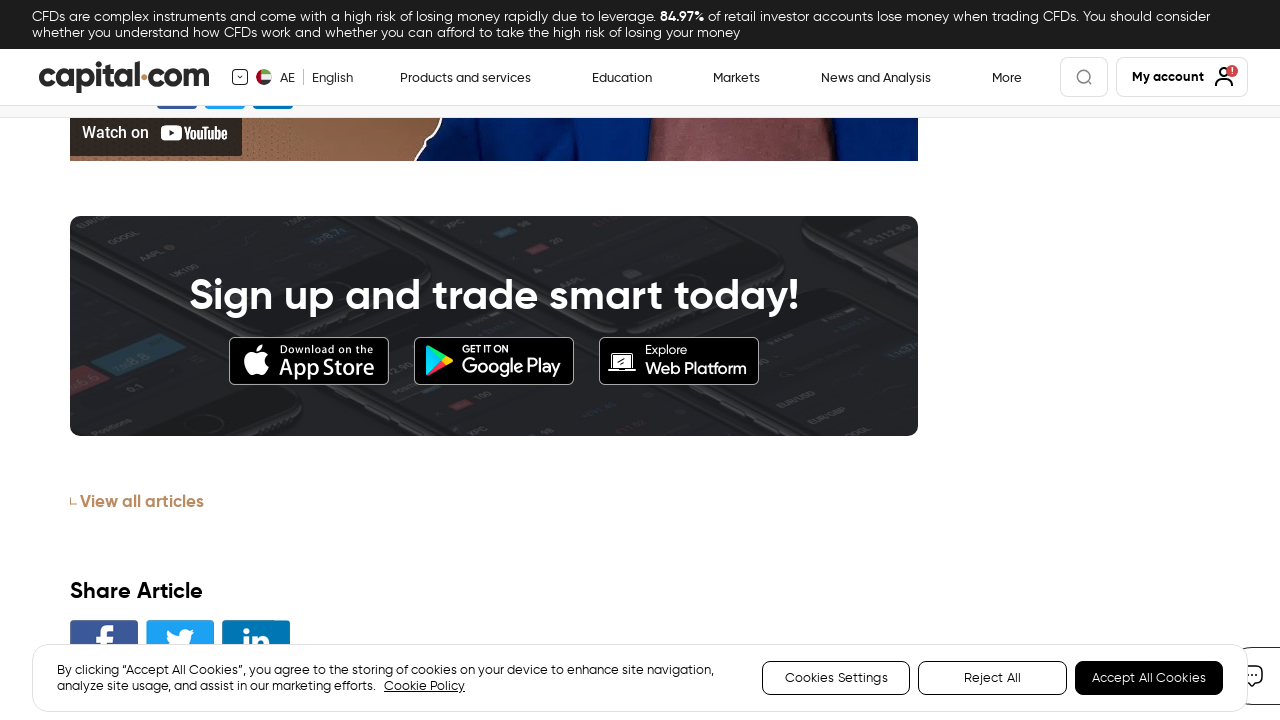 CFDs are complex instruments and come with a high risk of losing money rapidly due to leverage. 84.97% of retail investor accounts lose money when trading CFDs. You should consider
whether you understand how CFDs work and whether you can afford to take the high risk of losing your money
capital.com
AE
English
Products and services
Education
Markets
News and Analysis
More
My account
!
Watch on YouTube
Sign up and trade smart today!
Download on the
App Store
GET IT ON
Google Play
Explore
Web Platform
View all articles
Share Article
f
in
By clicking “Accept All Cookies”, you agree to the storing of cookies on your device to enhance site navigation,
analyze site usage, and assist in our marketing efforts. Cookie Policy
Cookies Settings
Reject All
Accept All Cookies